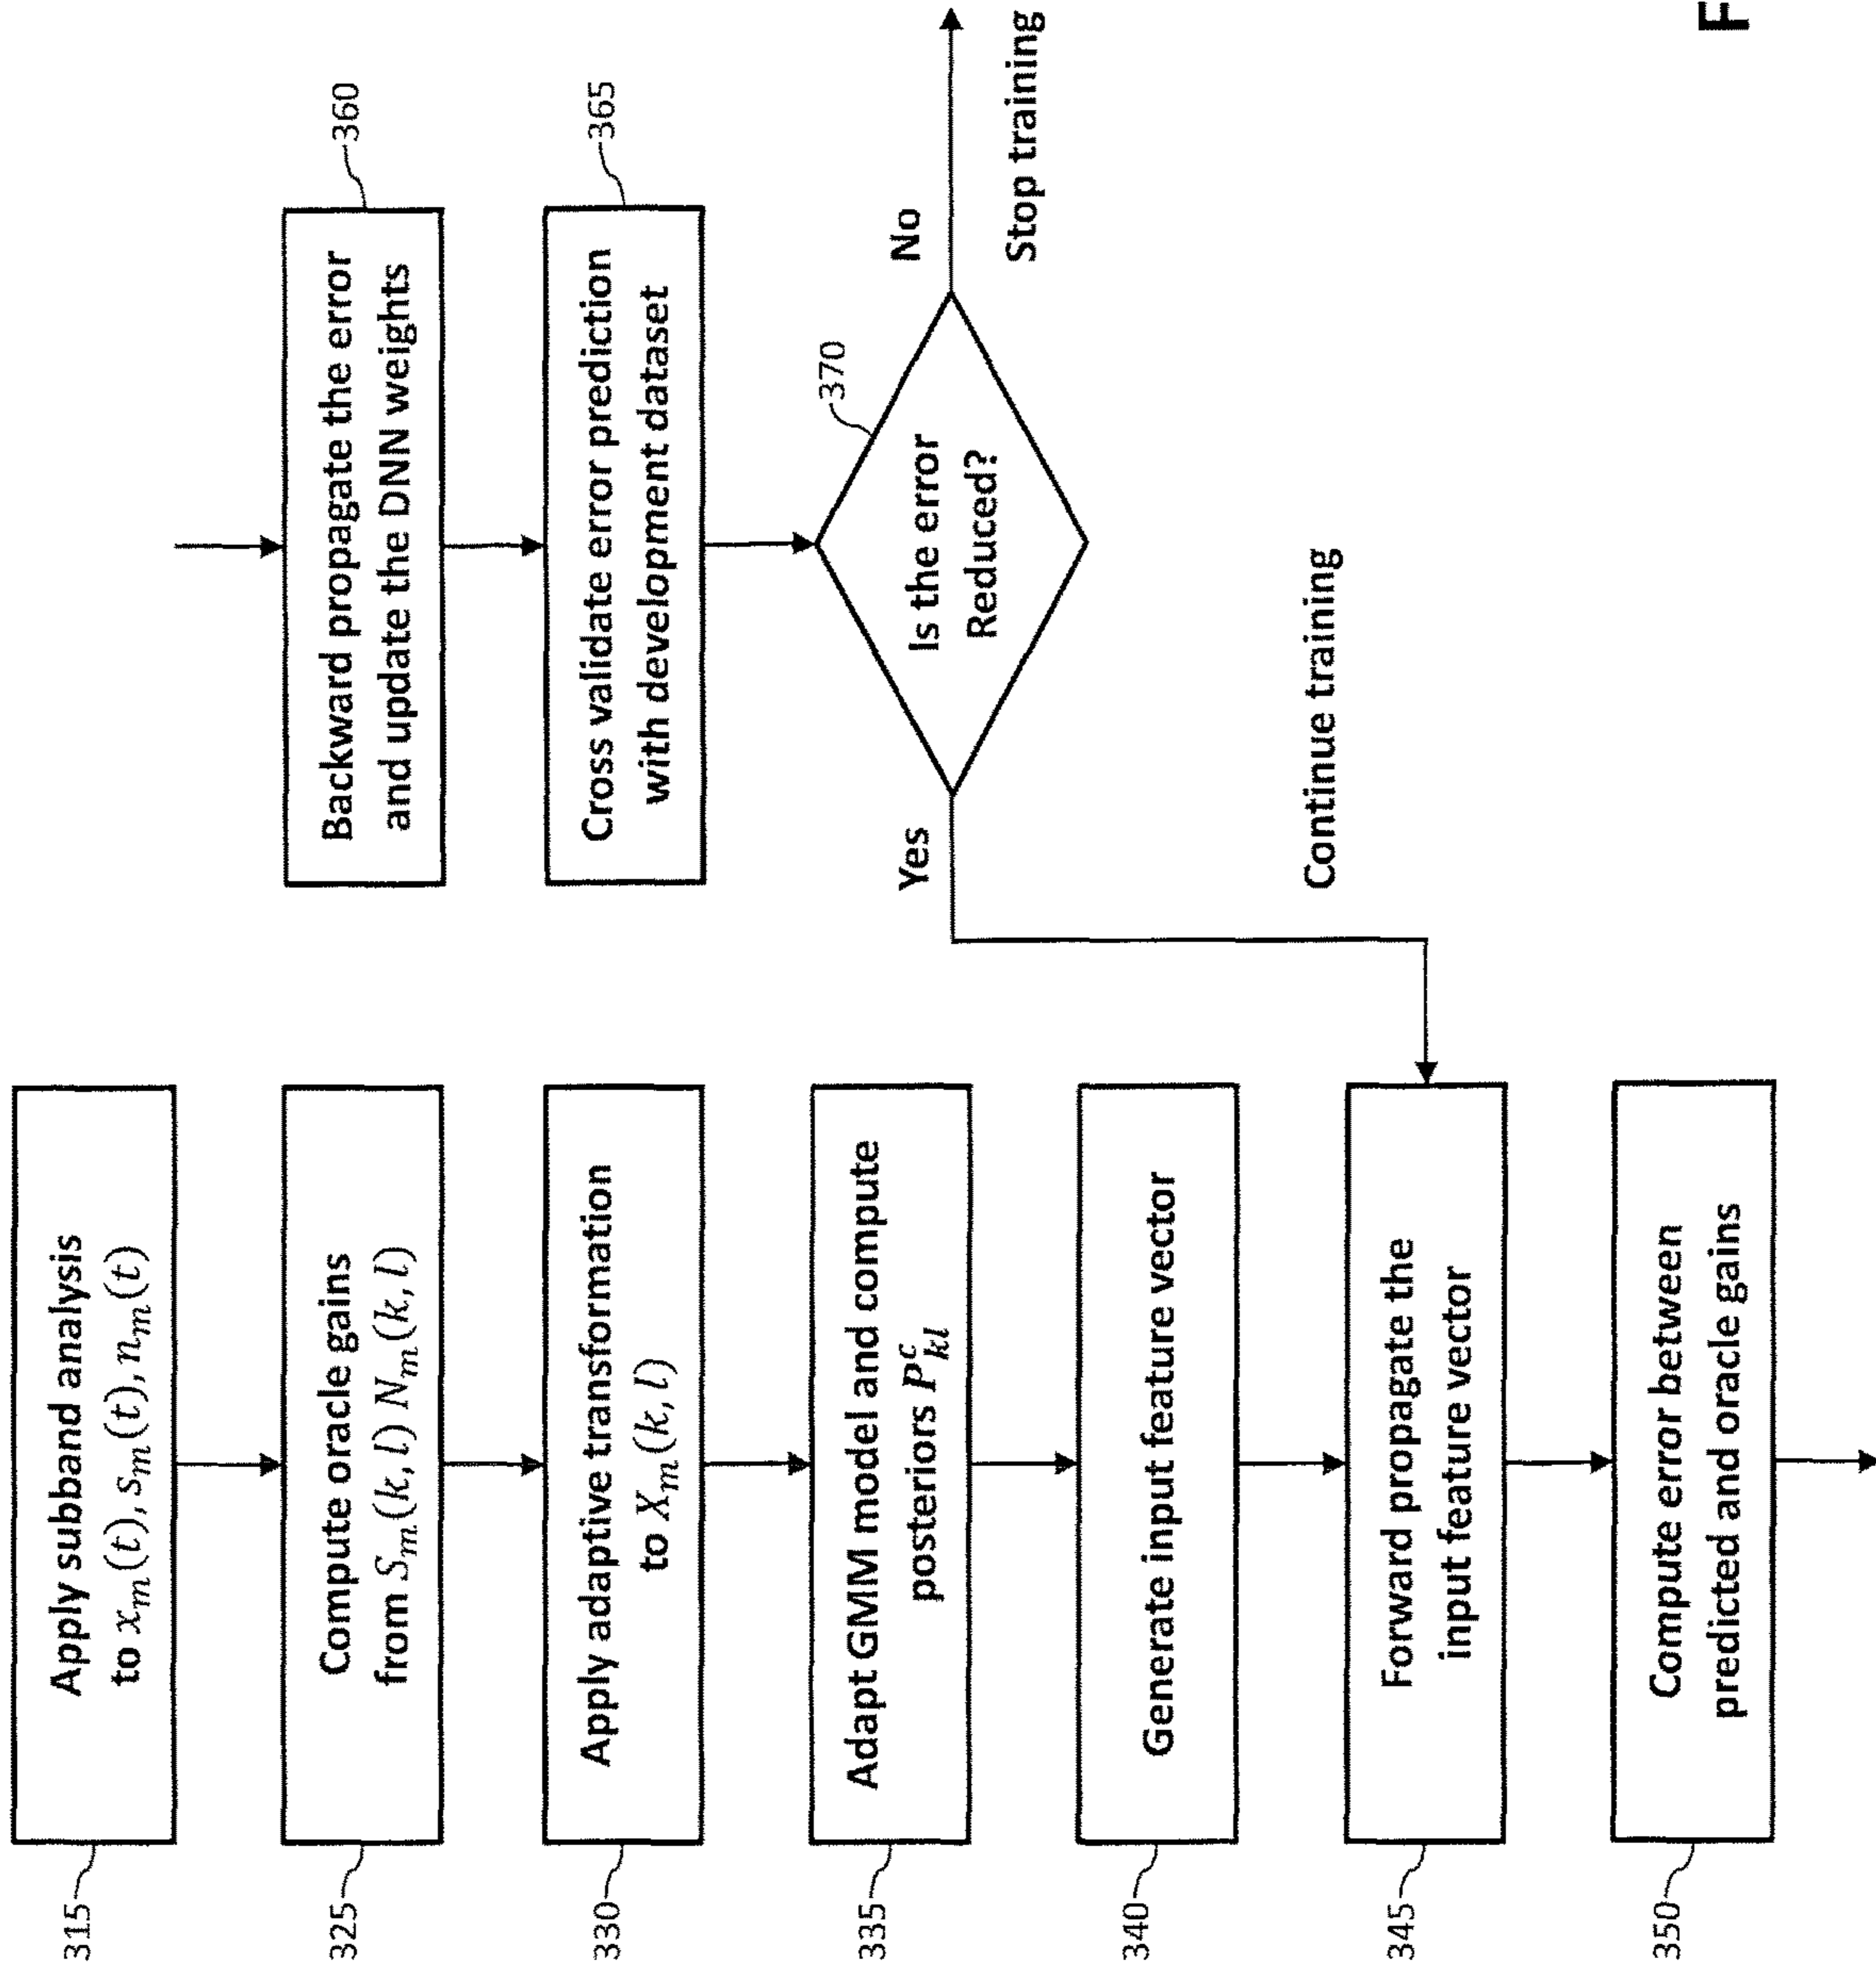 315
Apply subband analysis
to x_m(t), s_m(t), n_m(t)
325
Compute oracle gains
from S_m(k, l) N_m(k, l)
330
Apply adaptive transformation
to X_m(k, l)
335
Adapt GMM model and compute
posteriors P^c_{kl}
340
Generate input feature vector
345
Forward propagate the
input feature vector
350
Compute error between
predicted and oracle gains
360
Backward propagate the error
and update the DNN weights
365
Cross validate error prediction
with development dataset
370
Is the error
Reduced?
Yes
No
Stop training
Continue training
F